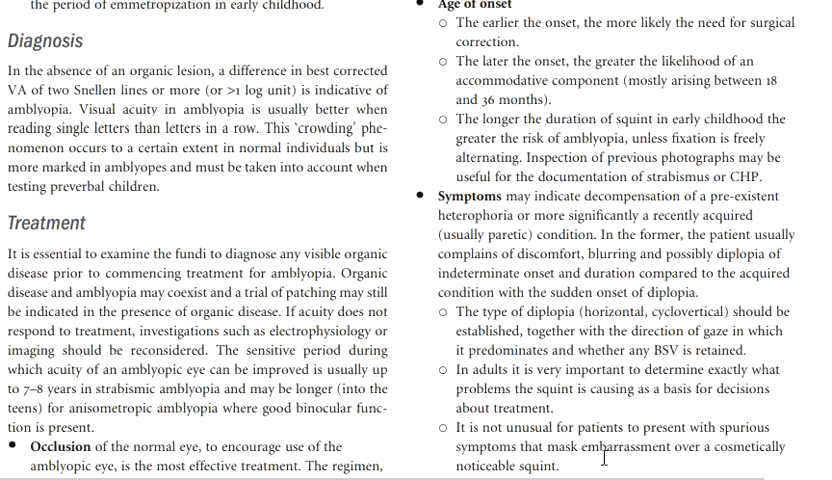 the period of emmetropization in early childhood.
Diagnosis
In the absence of an organic lesion, a difference in best corrected
VA of two Snellen lines or more (or >1 log unit) is indicative of
amblyopia. Visual acuity in amblyopia is usually better when
reading single letters than letters in a row. This ‘crowding’ phe-
nomenon occurs to a certain extent in normal individuals but is
more marked in amblyopes and must be taken into account when
testing preverbal children.
Treatment
It is essential to examine the fundi to diagnose any visible organic
disease prior to commencing treatment for amblyopia. Organic
disease and amblyopia may coexist and a trial of patching may still
be indicated in the presence of organic disease. If acuity does not
respond to treatment, investigations such as electrophysiology or
imaging should be reconsidered. The sensitive period during
which acuity of an amblyopic eye can be improved is usually up
to 7–8 years in strabismic amblyopia and may be longer (into the
teens) for anisometropic amblyopia where good binocular func-
tion is present.
• Occlusion of the normal eye, to encourage use of the
amblyopic eye, is the most effective treatment. The regimen,
• Age of onset
○ The earlier the onset, the more likely the need for surgical
correction.
○ The later the onset, the greater the likelihood of an
accommodative component (mostly arising between 18
and 36 months).
○ The longer the duration of squint in early childhood the
greater the risk of amblyopia, unless fixation is freely
alternating. Inspection of previous photographs may be
useful for the documentation of strabismus or CHP.
• Symptoms may indicate decompensation of a pre-existent
heterophoria or more significantly a recently acquired
(usually paretic) condition. In the former, the patient usually
complains of discomfort, blurring and possibly diplopia of
indeterminate onset and duration compared to the acquired
condition with the sudden onset of diplopia.
○ The type of diplopia (horizontal, cyclovertical) should be
established, together with the direction of gaze in which
it predominates and whether any BSV is retained.
○ In adults it is very important to determine exactly what
problems the squint is causing as a basis for decisions
about treatment.
○ It is not unusual for patients to present with spurious
symptoms that mask embarrassment over a cosmetically
noticeable squint.